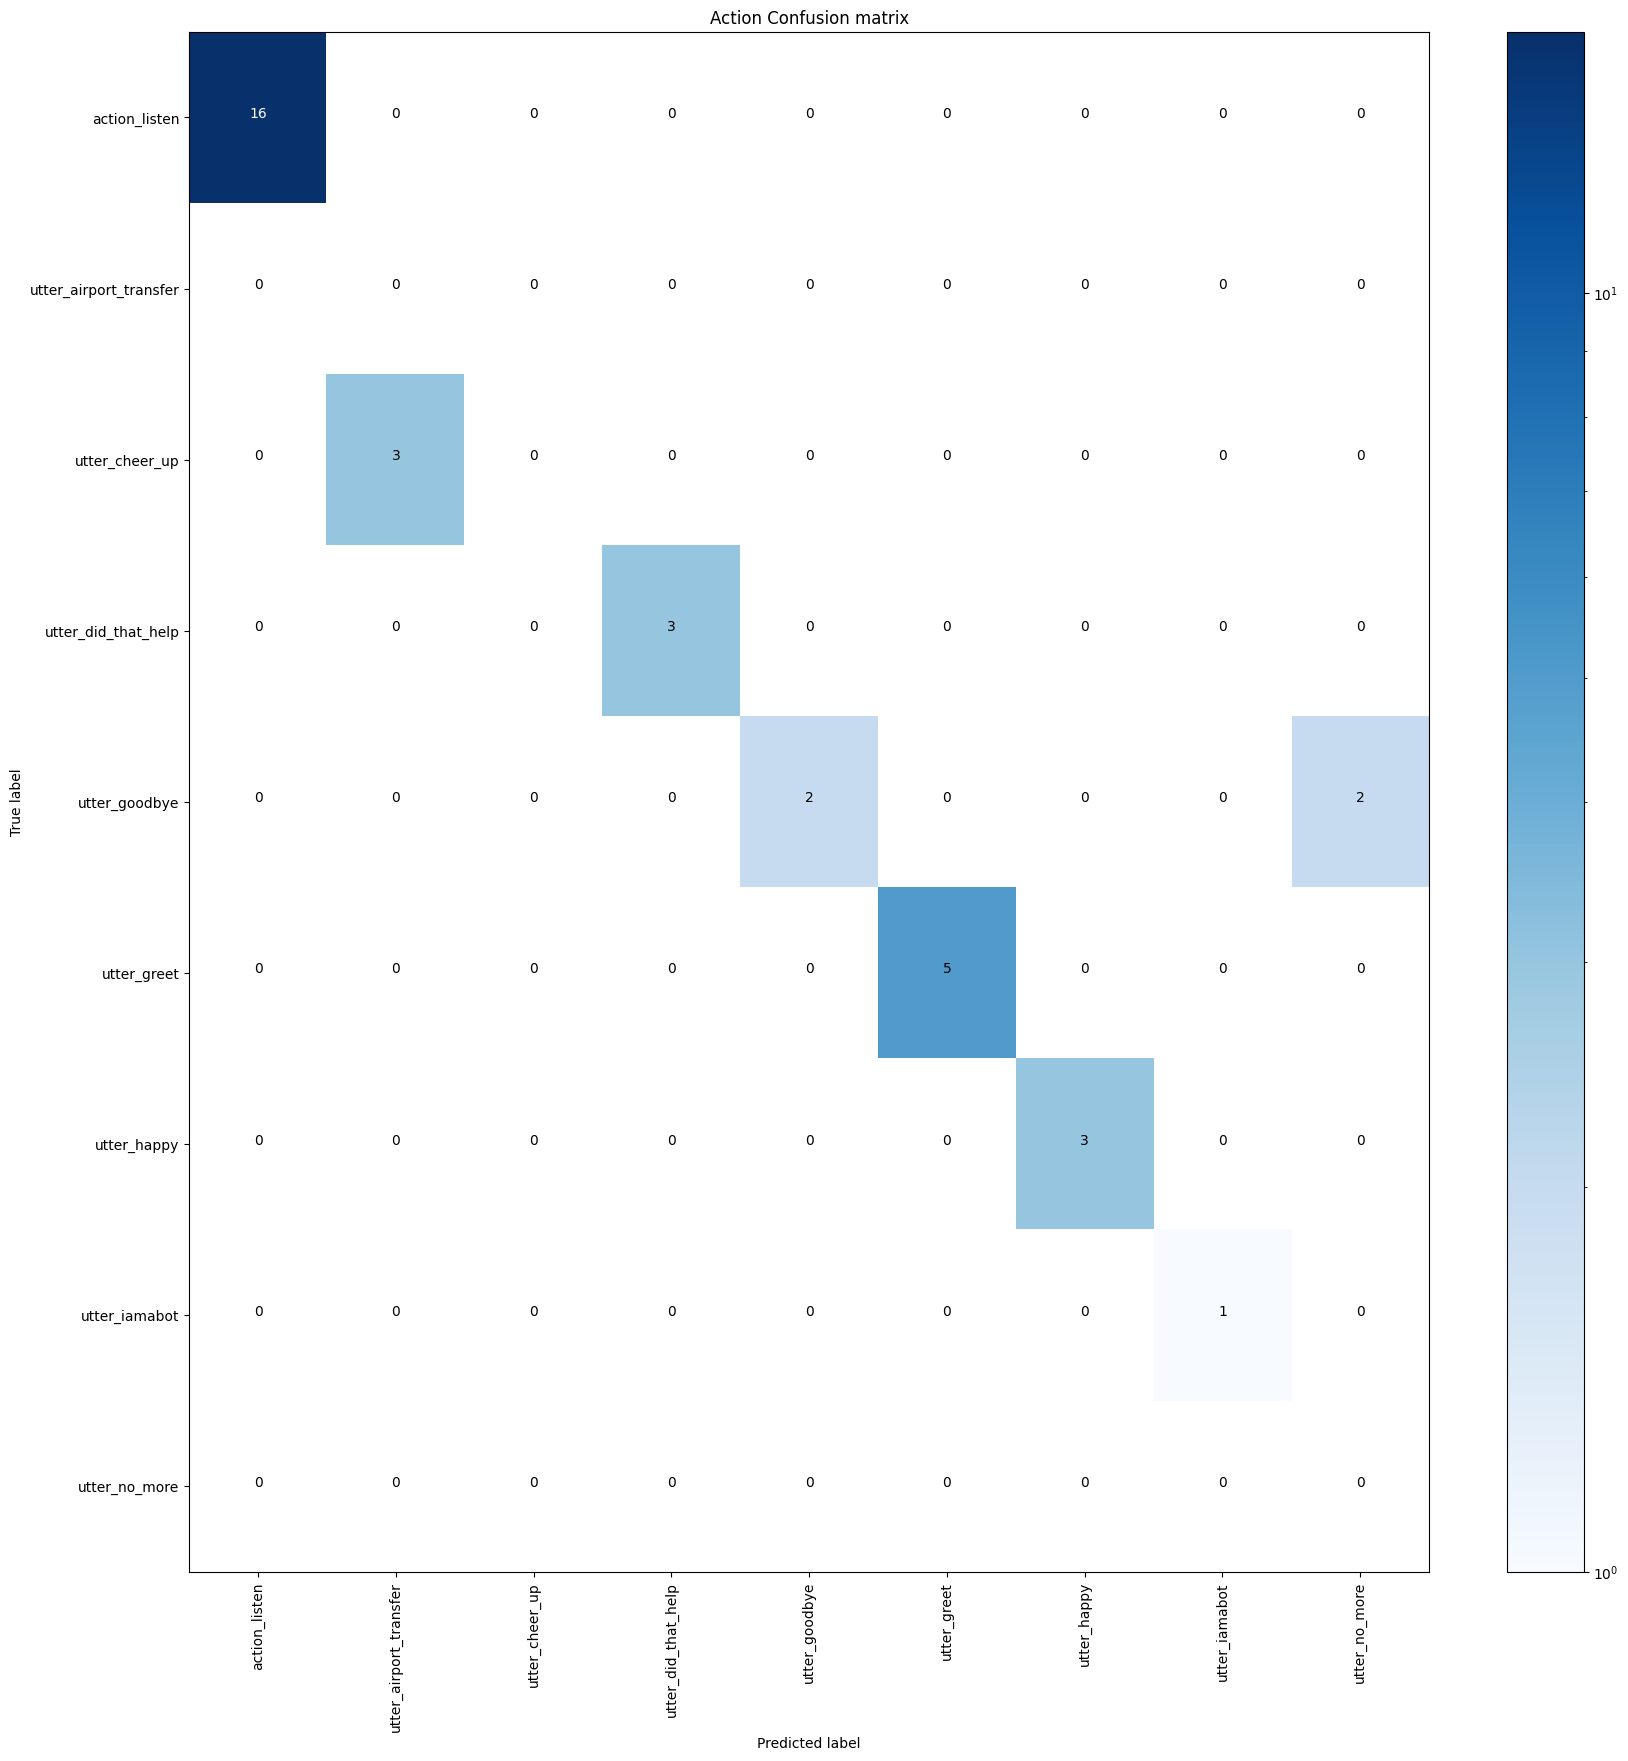 Action Confusion matrix
True label
action_listen 16 0 0 0 0 0 0 0 0
utter_airport_transfer 0 0 0 0 0 0 0 0 0
utter_cheer_up 0 3 0 0 0 0 0 0 0
utter_did_that_help 0 0 0 3 0 0 0 0 0
utter_goodbye 0 0 0 0 2 0 0 0 2
utter_greet 0 0 0 0 0 5 0 0 0
utter_happy 0 0 0 0 0 0 3 0 0
utter_iamabot 0 0 0 0 0 0 0 1 0
utter_no_more 0 0 0 0 0 0 0 0 0
action_listen
utter_airport_transfer
utter_cheer_up
utter_did_that_help
utter_goodbye
utter_greet
utter_happy
utter_iamabot
utter_no_more
Predicted label
10¹
10⁰